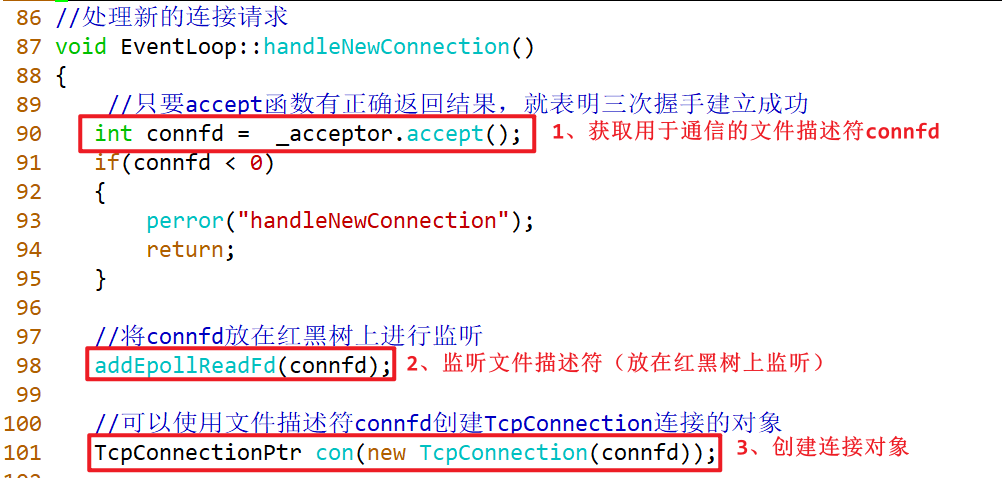 86 //处理新的连接请求
87 void EventLoop::handleNewConnection()
88 {
89     //只要accept函数有正确返回结果，就表明三次握手建立成功
90    int connfd =  _acceptor.accept(); 1、获取用于通信的文件描述符connfd
91    if(connfd < 0)
92    {
93        perror("handleNewConnection");
94        return;
95    }
96
97    //将connfd放在红黑树上进行监听
98    addEpollReadFd(connfd); 2、监听文件描述符（放在红黑树上监听）
99
100    //可以使用文件描述符connfd创建TcpConnection连接的对象
101    TcpConnectionPtr con(new TcpConnection(connfd)); 3、创建连接对象